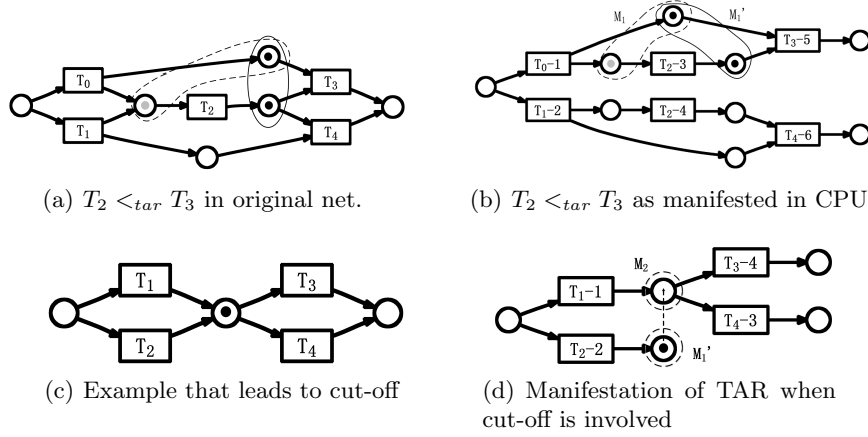 T0
T1
T2
T3
T4
(a) T2 <tar T3 in original net.
M1
M1'
T0-1
T2-3
T3-5
T1-2
T2-4
T4-6
(b) T2 <tar T3 as manifested in CPU
T1
T3
T2
T4
(c) Example that leads to cut-off
M2
T3-4
T1-1
T4-3
T2-2
M1'
(d) Manifestation of TAR when
cut-off is involved